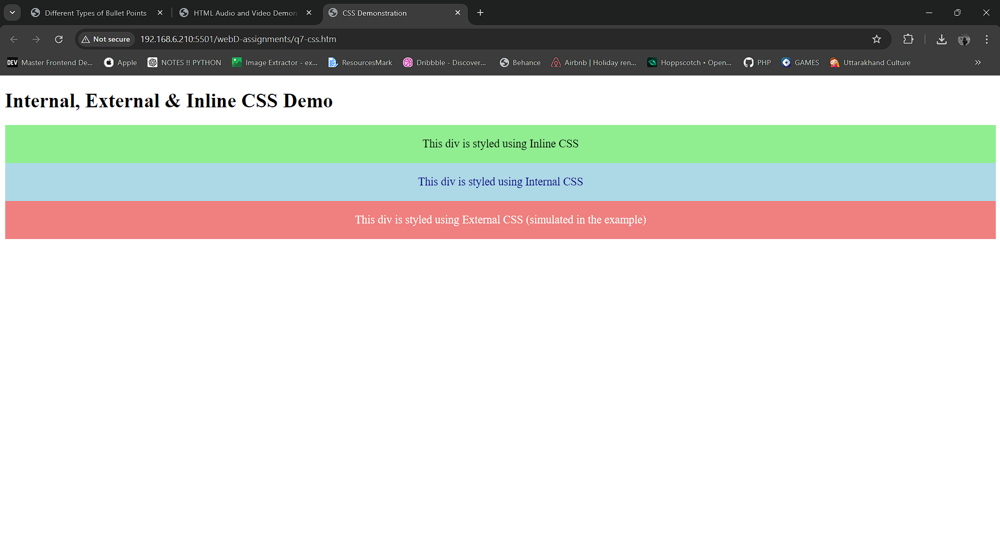 Different Types of Bullet Points
HTML Audio and Video Demon
CSS Demonstration
Not secure
192.168.6.210:5501/webD-assignments/q7-css.htm
DEV Master Frontend De...
Apple
NOTES !! PYTHON
Image Extractor - ex...
ResourcesMark
Dribbble - Discover...
Behance
Airbnb | Holiday ren...
Hoppscotch • Open...
PHP
GAMES
Uttarakhand Culture
Internal, External & Inline CSS Demo
This div is styled using Inline CSS
This div is styled using Internal CSS
This div is styled using External CSS (simulated in the example)